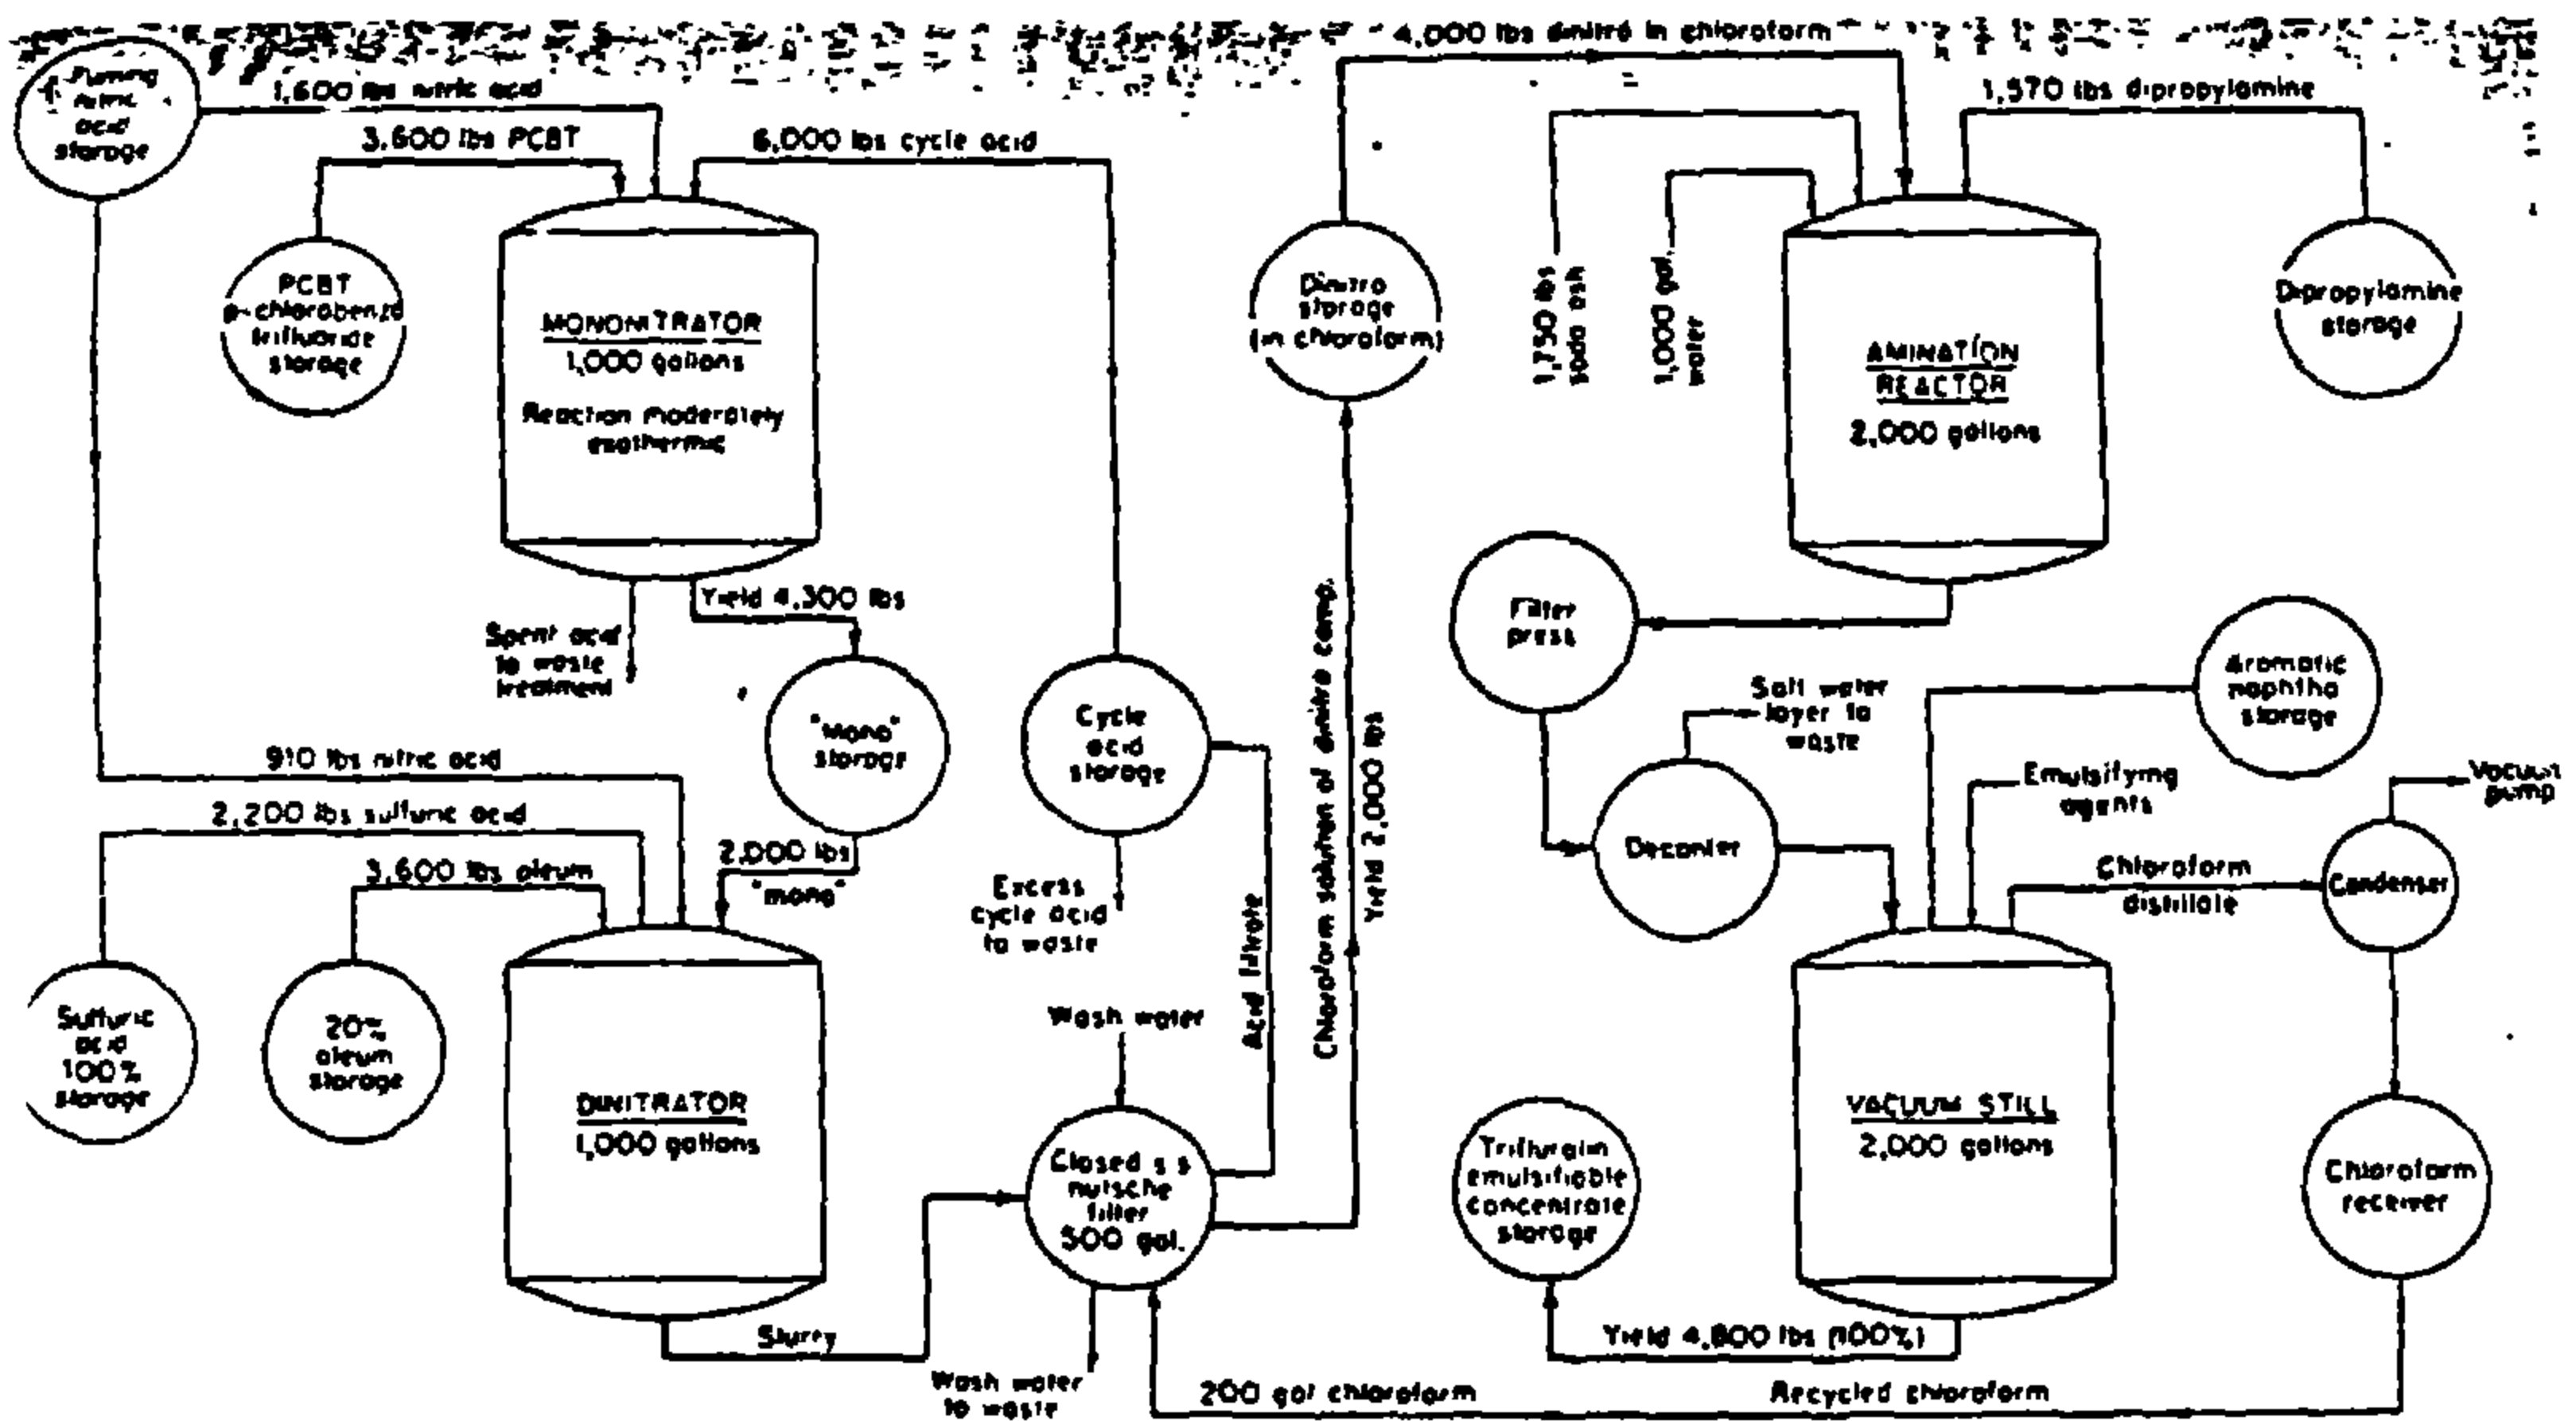 4,000 lbs dinitro in chloroform
Fuming
nitric
acid
storage
1,600 lbs nitric acid
3,600 lbs PCBT
6,000 lbs cycle acid
1,570 lbs dipropylamine
PCBT
p-chlorobenzo
trifluoride
storage
MONONITRATOR
1,000 gallons
Reaction moderately
exothermic
Dinitro
storage
(in chloroform)
1,750 lbs
soda ash
1,000 gal.
water
AMINATION
REACTOR
2,000 gallons
Dipropylamine
storage
Yield 4,300 lbs
Spent acid
to waste
treatment
"Mono"
storage
Cycle
acid
storage
Filter
press
Aromatic
naphtha
storage
Salt water
layer to
waste
Emulsifying
agents
Vacuum
pump
910 lbs nitric acid
2,200 lbs sulfuric acid
3,600 lbs oleum
2,000 lbs
"mono"
Excess
cycle acid
to waste
Acid filtrate
Chloroform solution of dinitro comp.
Yield 2,000 lbs
Decanter
Chloroform
distillate
Condenser
Sulfuric
acid
100%
storage
20%
oleum
storage
DINITRATOR
1,000 gallons
Wash water
Closed s s
nutsche
filter
500 gal.
Trifluralin
emulsifiable
concentrate
storage
VACUUM STILL
2,000 gallons
Chloroform
receiver
Slurry
Wash water
to waste
Yield 4,800 lbs (100%)
200 gal chloroform
Recycled chloroform